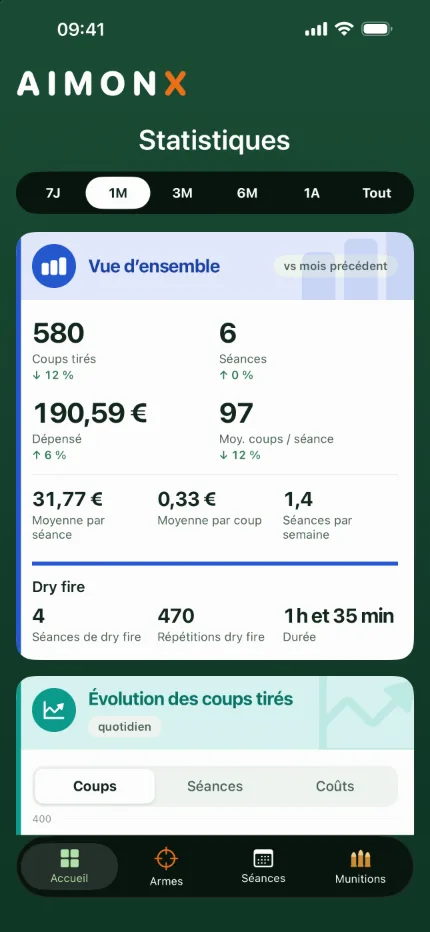 09:41
AIMONX
Statistiques
7J 1M 3M 6M 1A Tout
Vue d'ensemble vs mois précédent
580 6
Coups tirés Séances
↓ 12 % ↑ 0 %
190,59 € 97
Dépensé Moy. coups / séance
↑ 6 % ↓ 12 %
31,77 € 0,33 € 1,4
Moyenne par séance Moyenne par coup Séances par semaine
Dry fire
4 470 1 h et 35 min
Séances de dry fire Répétitions dry fire Durée
Évolution des coups tirés
quotidien
Coups Séances Coûts
400
Accueil Armes Séances Munitions